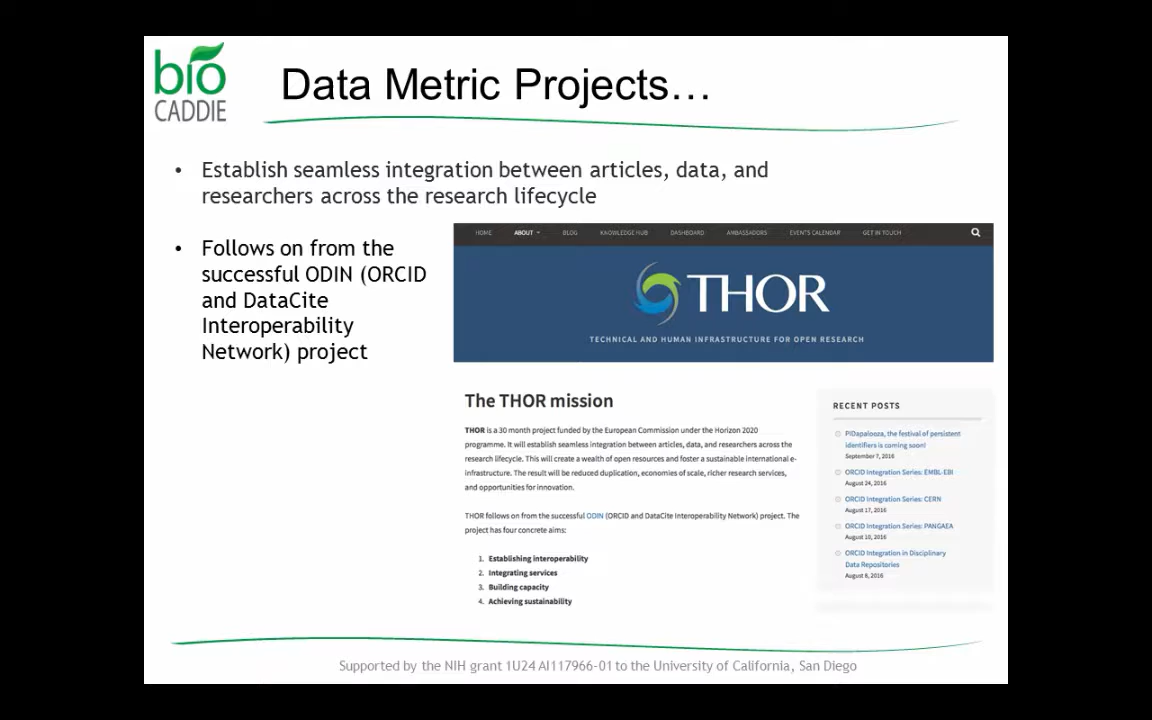 bio
CADDIE
Data Metric Projects…
• Establish seamless integration between articles, data, and
researchers across the research lifecycle
• Follows on from the
successful ODIN (ORCID
and DataCite
Interoperability
Network) project
HOME ABOUT BLOG KNOWLEDGE HUB DASHBOARD AMBASSADORS EVENTS CALENDAR GET IN TOUCH
THOR
TECHNICAL AND HUMAN INFRASTRUCTURE FOR OPEN RESEARCH
The THOR mission
THOR is a 30 month project funded by the European Commission under the Horizon 2020
programme. It will establish seamless integration between articles, data, and researchers across the
research lifecycle. This will create a wealth of open resources and foster a sustainable international e-
infrastructure. The result will be reduced duplication, economies of scale, richer research services,
and opportunities for innovation.
THOR follows on from the successful ODIN (ORCID and DataCite Interoperability Network) project. The
project has four concrete aims:
1. Establishing interoperability
2. Integrating services
3. Building capacity
4. Achieving sustainability
RECENT POSTS
PIDapalooza, the festival of persistent
identifiers is coming soon!
September 7, 2016
ORCID Integration Series: EMBL-EBI
August 24, 2016
ORCID Integration Series: CERN
August 17, 2016
ORCID Integration Series: PANGAEA
August 10, 2016
ORCID Integration in Disciplinary
Data Repositories
August 8, 2016
Supported by the NIH grant 1U24 AI117966-01 to the University of California, San Diego